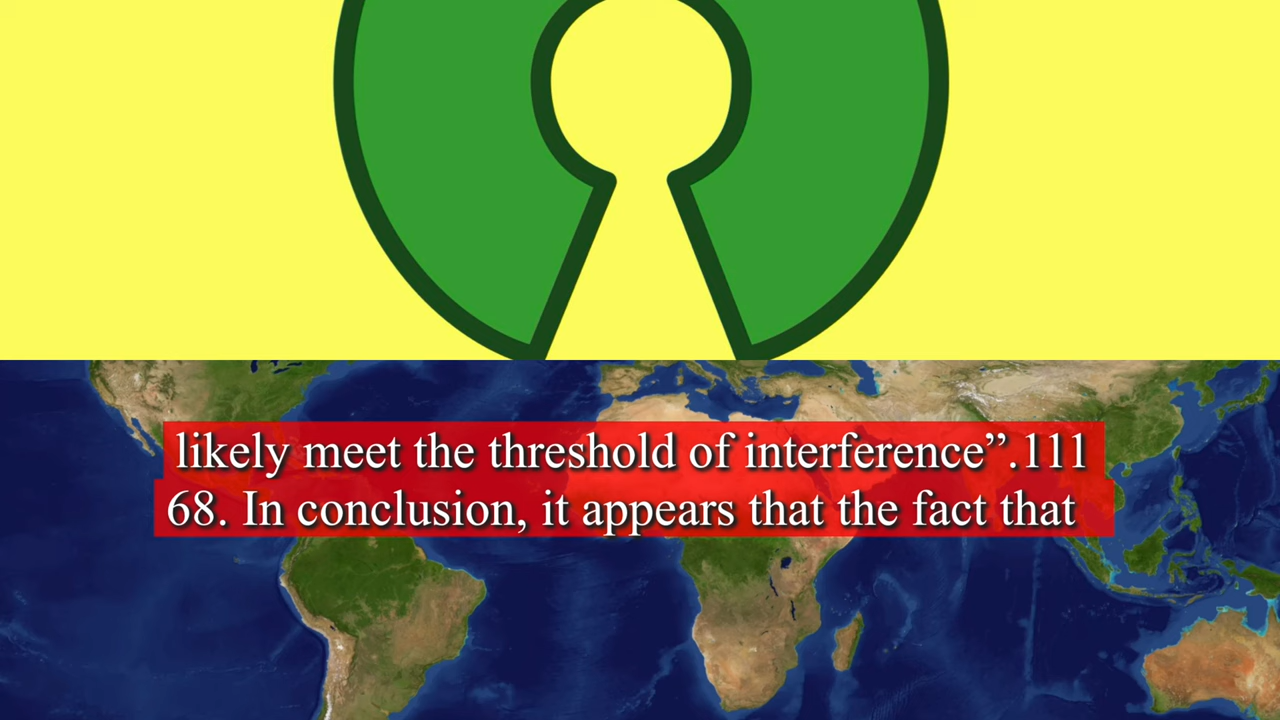 likely meet the threshold of interference”.111
68. In conclusion, it appears that the fact that